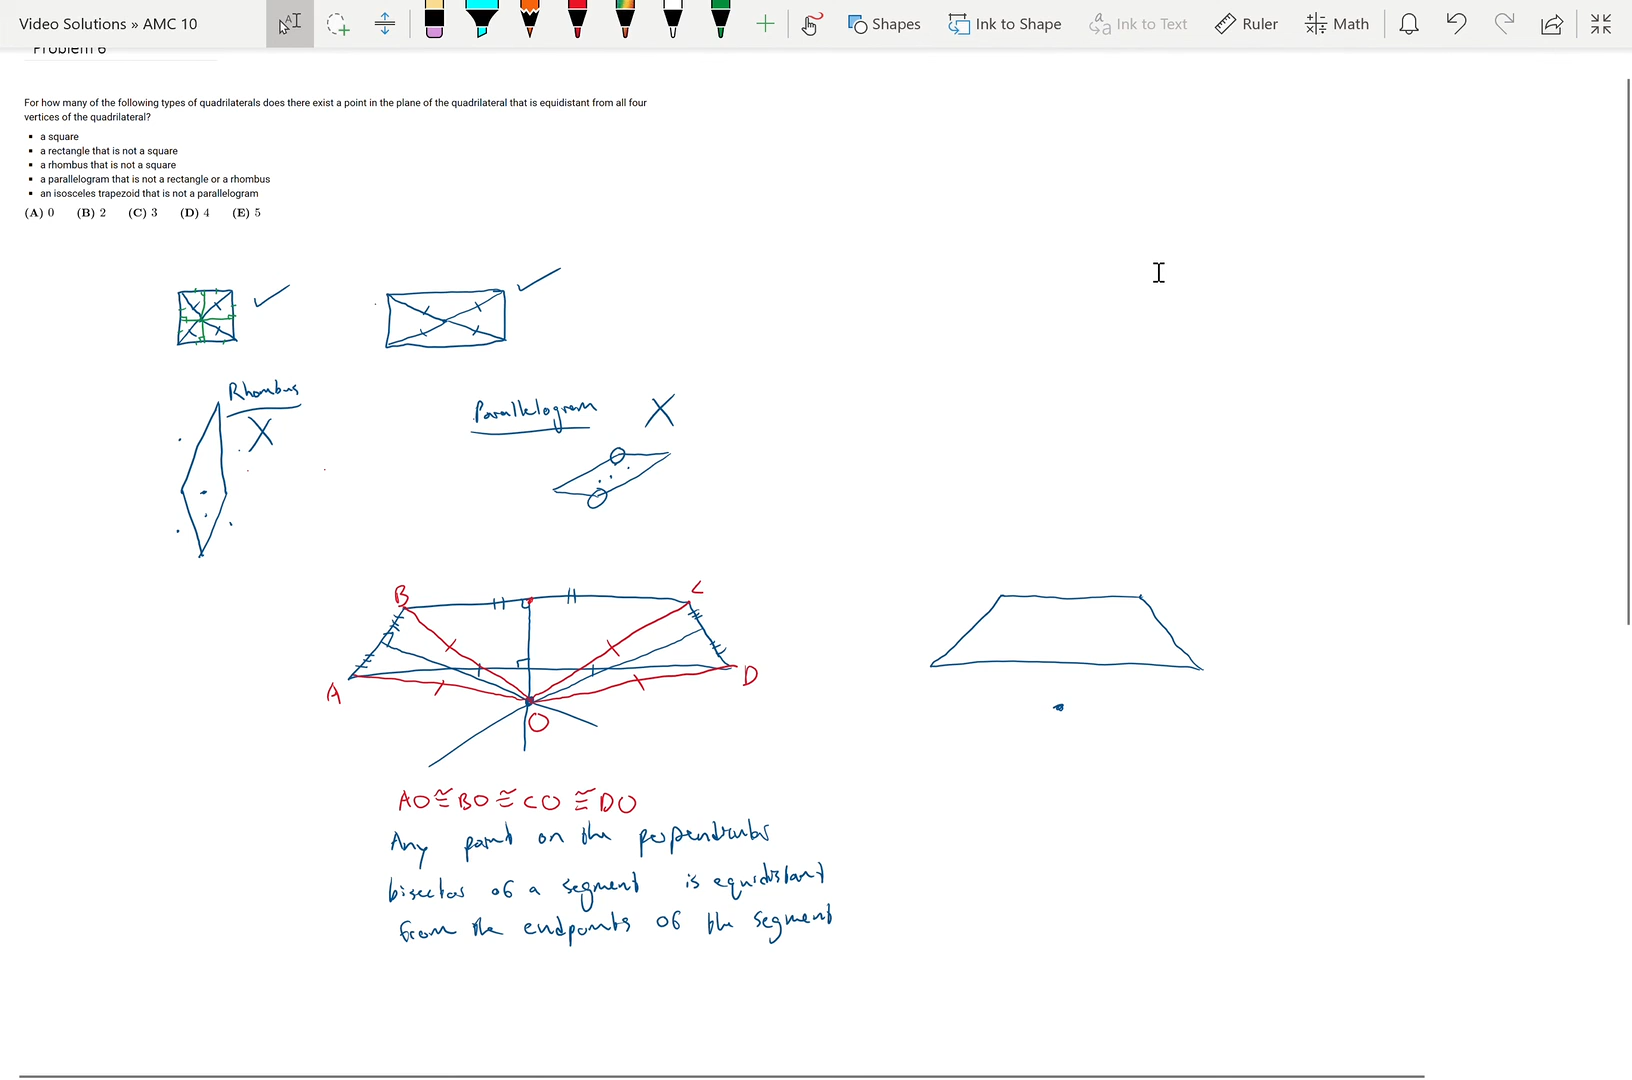 Video Solutions » AMC 10
Shapes
Ink to Shape
Ink to Text
Ruler
Math
Problem 6
For how many of the following types of quadrilaterals does there exist a point in the plane of the quadrilateral that is equidistant from all four
vertices of the quadrilateral?
a square
a rectangle that is not a square
a rhombus that is not a square
a parallelogram that is not a rectangle or a rhombus
an isosceles trapezoid that is not a parallelogram
(A) 0 (B) 2 (C) 3 (D) 4 (E) 5
Rhombus
X
Parallelogram X
B C
A D
O
AO ≅ BO ≅ CO ≅ DO
Any point on the perpendicular
bisector of a segment is equidistant
from the endpoints of the segment